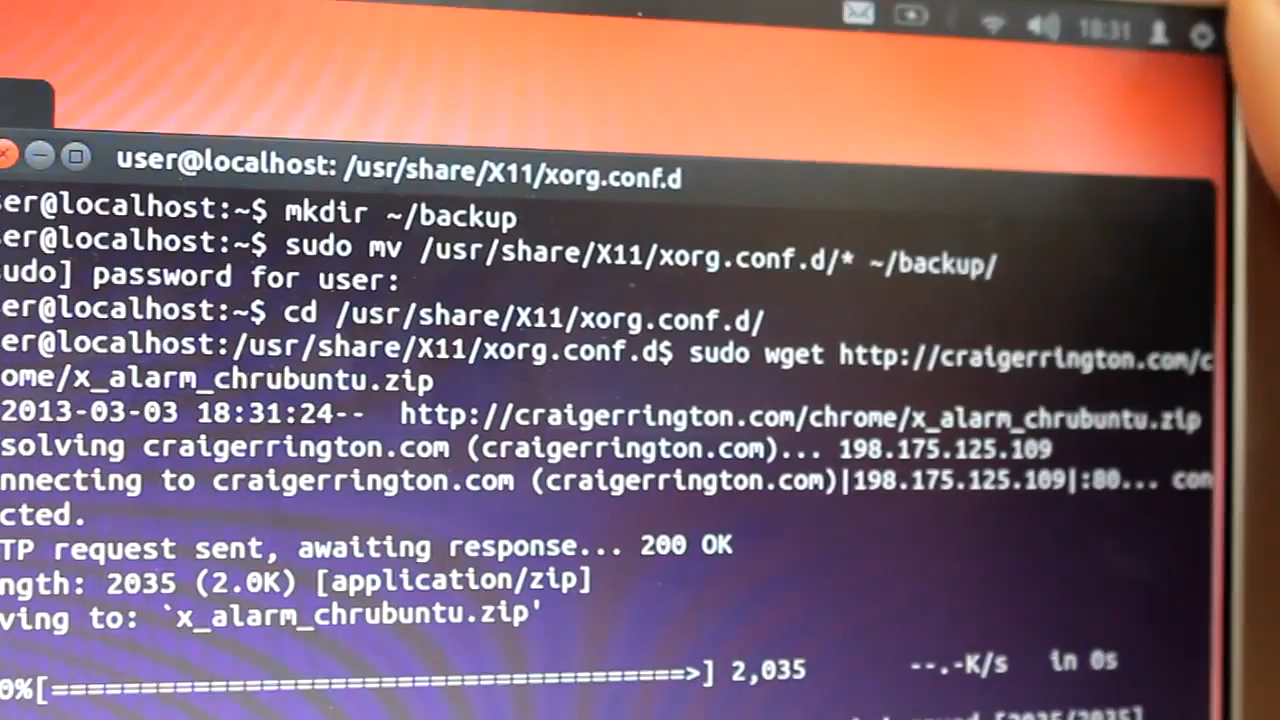 18:31
user@localhost: /usr/share/X11/xorg.conf.d
er@localhost:~$ mkdir ~/backup
er@localhost:~$ sudo mv /usr/share/X11/xorg.conf.d/* ~/backup/
sudo] password for user:
er@localhost:~$ cd /usr/share/X11/xorg.conf.d/
er@localhost:/usr/share/X11/xorg.conf.d$ sudo wget http://craigerrington.com/c
ome/x_alarm_chrubuntu.zip
2013-03-03 18:31:24-- http://craigerrington.com/chrome/x_alarm_chrubuntu.zip
solving craigerrington.com (craigerrington.com)... 198.175.125.109
nnecting to craigerrington.com (craigerrington.com)|198.175.125.109|:80... con
cted.
TP request sent, awaiting response... 200 OK
ngth: 2035 (2.0K) [application/zip]
ving to: `x_alarm_chrubuntu.zip'
0%[======================================>] 2,035 --.-K/s in 0s
[2035/2035]